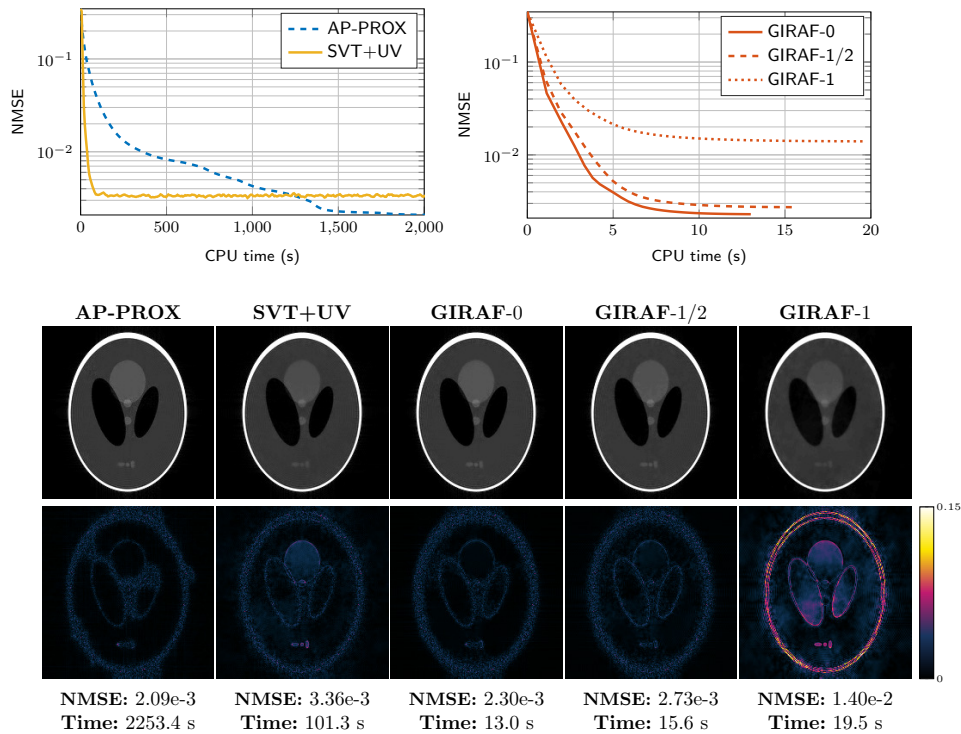 AP-PROX
SVT+UV
10^-1
10^-2
NMSE
0
500
1,000
1,500
2,000
CPU time (s)
GIRAF-0
GIRAF-1/2
GIRAF-1
10^-1
10^-2
NMSE
0
5
10
15
20
CPU time (s)
AP-PROX SVT+UV GIRAF-0 GIRAF-1/2 GIRAF-1
0.15
0
NMSE: 2.09e-3 NMSE: 3.36e-3 NMSE: 2.30e-3 NMSE: 2.73e-3 NMSE: 1.40e-2
Time: 2253.4 s Time: 101.3 s Time: 13.0 s Time: 15.6 s Time: 19.5 s